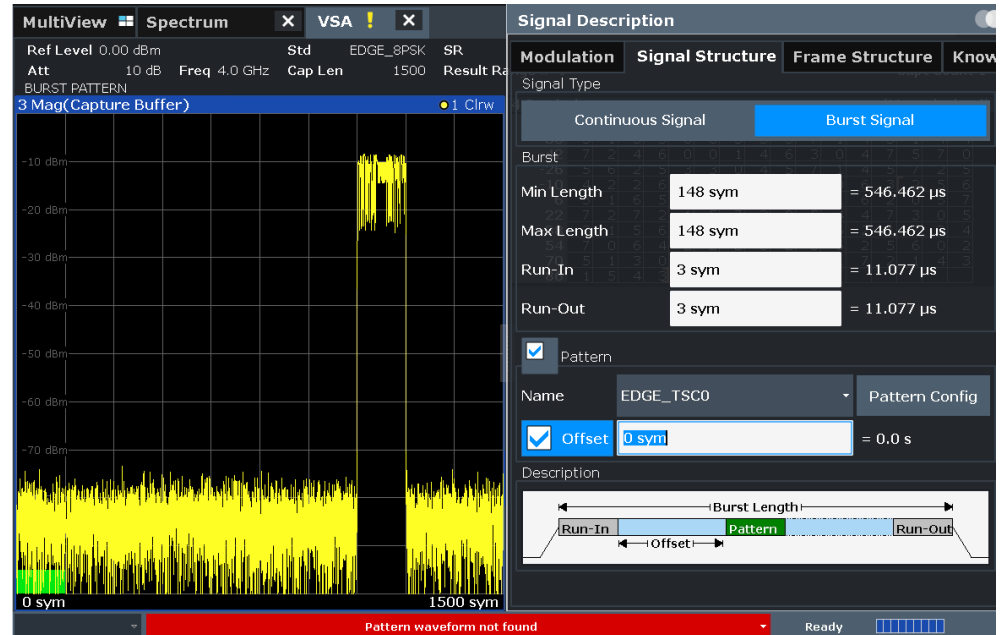 MultiView Spectrum X VSA ! X
Ref Level 0.00 dBm Std EDGE_8PSK SR
Att 10 dB Freq 4.0 GHz Cap Len 1500 Result Ra
BURST PATTERN
3 Mag(Capture Buffer) 1 Clrw
-10 dBm
-20 dBm
-30 dBm
-40 dBm
-50 dBm
-60 dBm
-70 dBm
0 sym 1500 sym
Signal Description
Modulation Signal Structure Frame Structure Know
Signal Type
Continuous Signal Burst Signal
Burst
Min Length 148 sym = 546.462 µs
Max Length 148 sym = 546.462 µs
Run-In 3 sym = 11.077 µs
Run-Out 3 sym = 11.077 µs
Pattern
Name EDGE_TSC0 Pattern Config
Offset 0 sym = 0.0 s
Description
Burst Length
Run-In Pattern Run-Out
Offset
Pattern waveform not found Ready